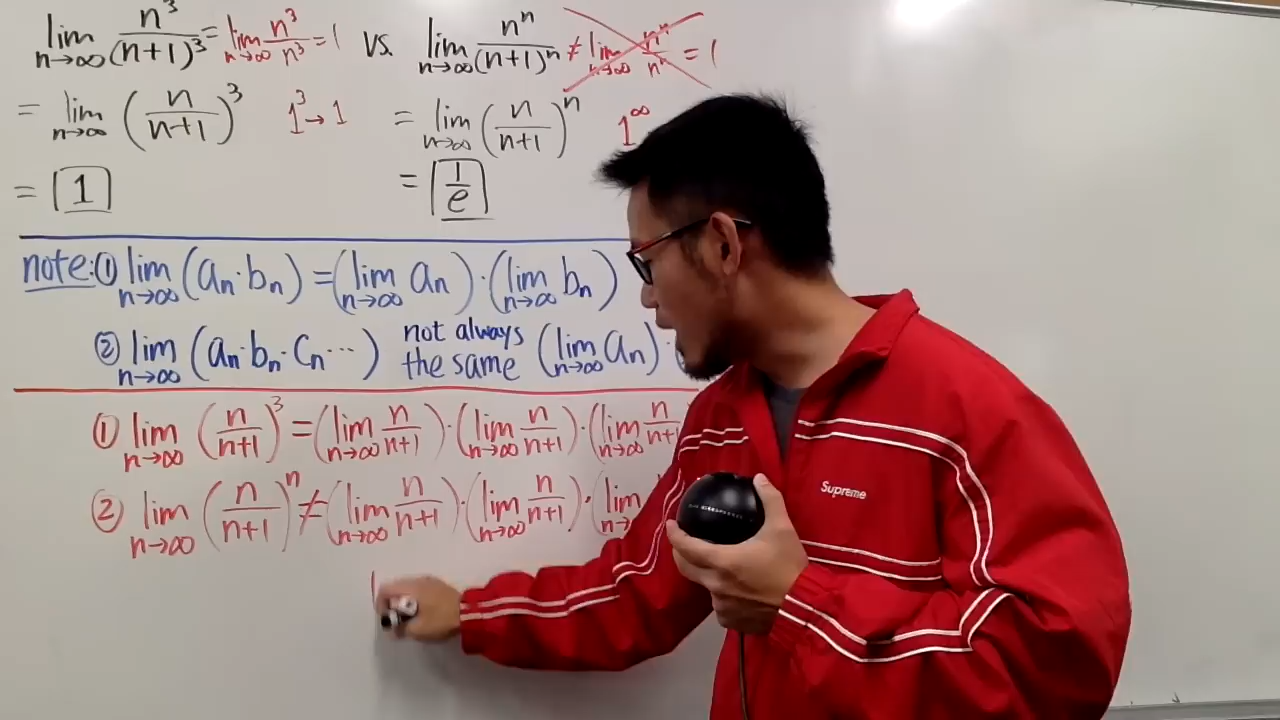 lim n→∞ n³/(n+1)³ = lim n→∞ n³/n³ = 1 vs. lim n→∞ nⁿ/(n+1)ⁿ ≠ lim n→∞ nⁿ/nⁿ = 1
= lim n→∞ (n/(n+1))³ 1³→1 = lim n→∞ (n/(n+1))ⁿ 1^∞
= 1 = 1/e
note: ① lim n→∞ (aₙ·bₙ) = (lim n→∞ aₙ)·(lim n→∞ bₙ)
② lim n→∞ (aₙ·bₙ·cₙ···) not always the same (lim n→∞ aₙ)·
① lim n→∞ (n/(n+1))³ = (lim n→∞ n/(n+1))·(lim n→∞ n/(n+1))·(lim n→∞ n/(n+1)
② lim n→∞ (n/(n+1))ⁿ ≠ (lim n→∞ n/(n+1))·(lim n→∞ n/(n+1))·(lim n→
Supreme